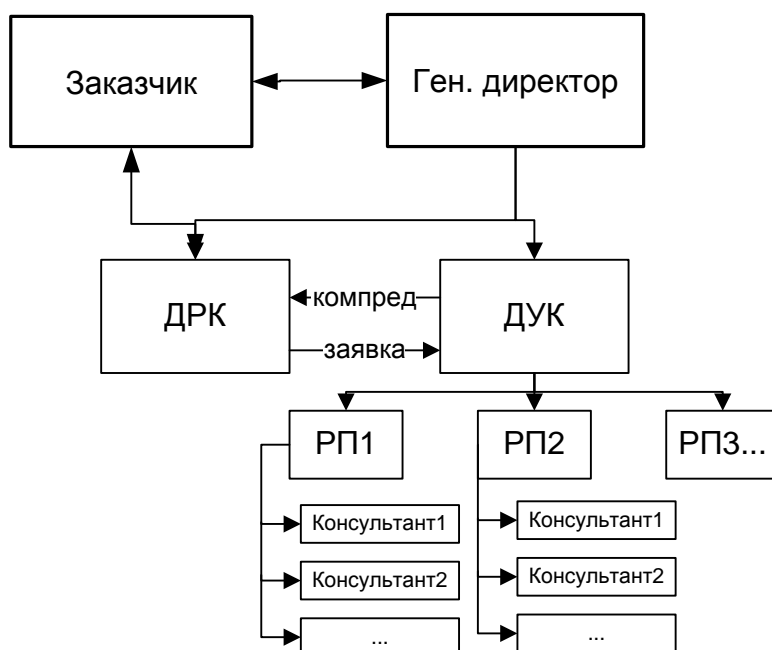 Заказчик
Ген. директор
ДРК
компред
заявка
ДУК
РП1
РП2
РП3...
Консультант1
Консультант1
Консультант2
Консультант2
...
...